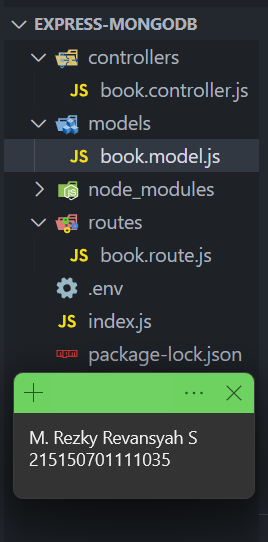 EXPRESS-MONGODB
controllers
JS book.controller.js
models
JS book.model.js
node_modules
routes
JS book.route.js
.env
JS index.js
package-lock.json
M. Rezky Revansyah S
215150701111035